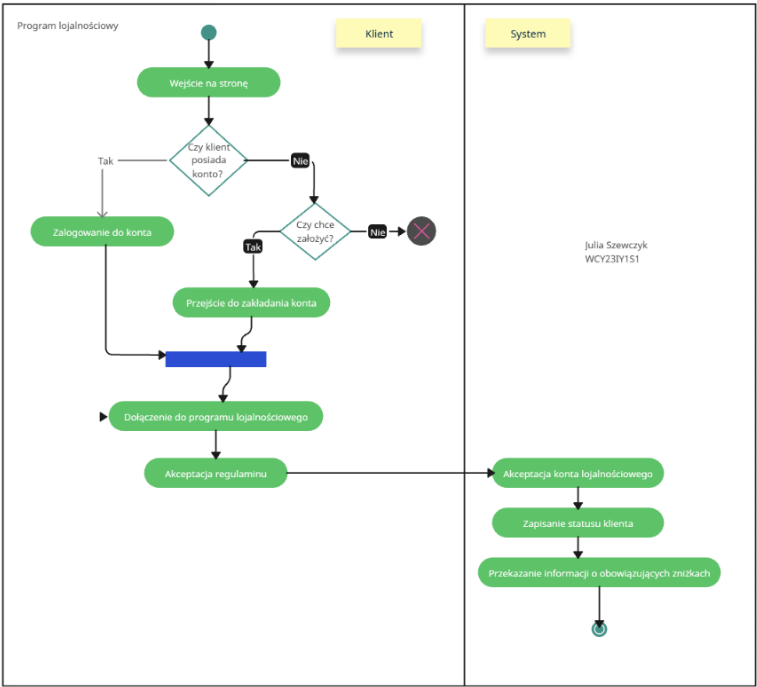 Program lojalnościowy
Klient
System
Wejście na stronę
Czy klient
posiada
konto?
Tak
Nie
Zalogowanie do konta
Czy chce
założyć?
Nie
Tak
Julia Szewczyk
WCY23IY1S1
Przejście do zakładania konta
Dołączenie do programu lojalnościowego
Akceptacja regulaminu
Akceptacja konta lojalnościowego
Zapisanie statusu klienta
Przekazanie informacji o obowiązujących zniżkach